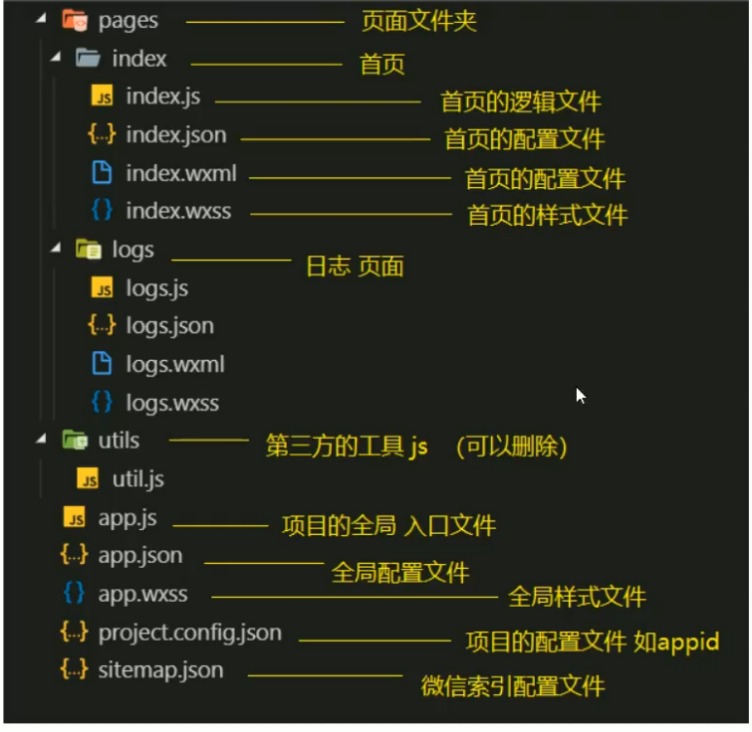 pages 页面文件夹
index 首页
JS index.js 首页的逻辑文件
{..} index.json 首页的配置文件
index.wxml 首页的配置文件
{} index.wxss 首页的样式文件
logs 日志 页面
JS logs.js
{..} logs.json
logs.wxml
{} logs.wxss
utils 第三方的工具 js （可以删除）
JS util.js
JS app.js 项目的全局 入口文件
{..} app.json 全局配置文件
{} app.wxss 全局样式文件
{..} project.config.json 项目的配置文件 如appid
{..} sitemap.json 微信索引配置文件